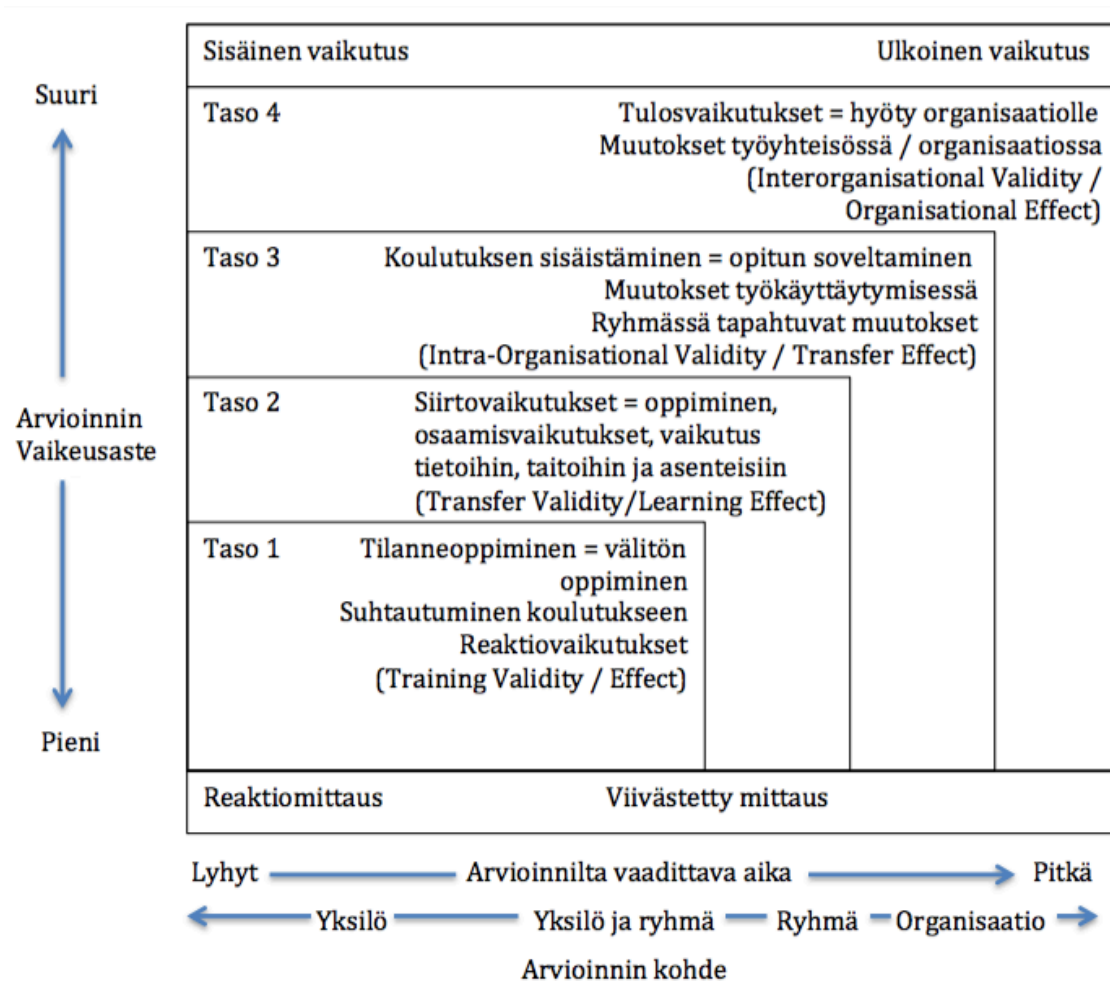 Sisäinen vaikutus Ulkoinen vaikutus
Suuri
Taso 4 Tulosvaikutukset = hyöty organisaatiolle
Muutokset työyhteisössä / organisaatiossa
(Interorganisational Validity /
Organisational Effect)
Taso 3 Koulutuksen sisäistäminen = opitun soveltaminen
Muutokset työkäyttäytymisessä
Ryhmässä tapahtuvat muutokset
(Intra-Organisational Validity / Transfer Effect)
Arvioinnin
Vaikeusaste
Taso 2 Siirtovaikutukset = oppiminen,
osaamisvaikutukset, vaikutus
tietoihin, taitoihin ja asenteisiin
(Transfer Validity/Learning Effect)
Taso 1 Tilanneoppiminen = välitön
oppiminen
Suhtautuminen koulutukseen
Reaktiovaikutukset
(Training Validity / Effect)
Pieni
Reaktiomittaus Viivästetty mittaus
Lyhyt Arvioinnilta vaadittava aika Pitkä
Yksilö Yksilö ja ryhmä Ryhmä Organisaatio
Arvioinnin kohde